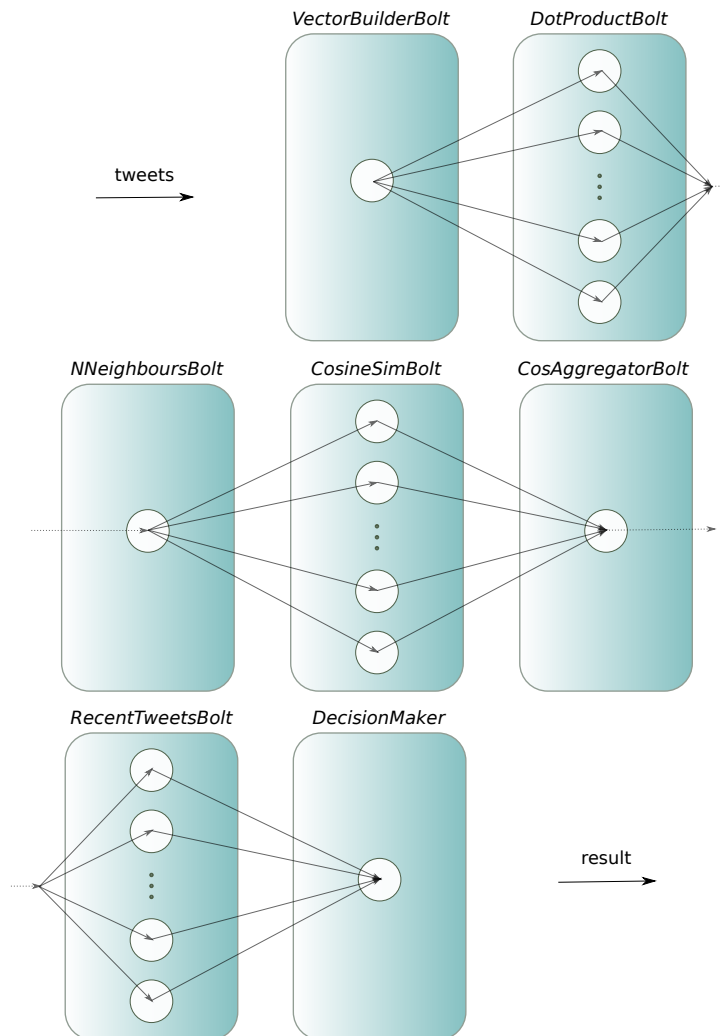 VectorBuilderBolt
DotProductBolt
tweets
NNeighboursBolt
CosineSimBolt
CosAggregatorBolt
RecentTweetsBolt
DecisionMaker
result